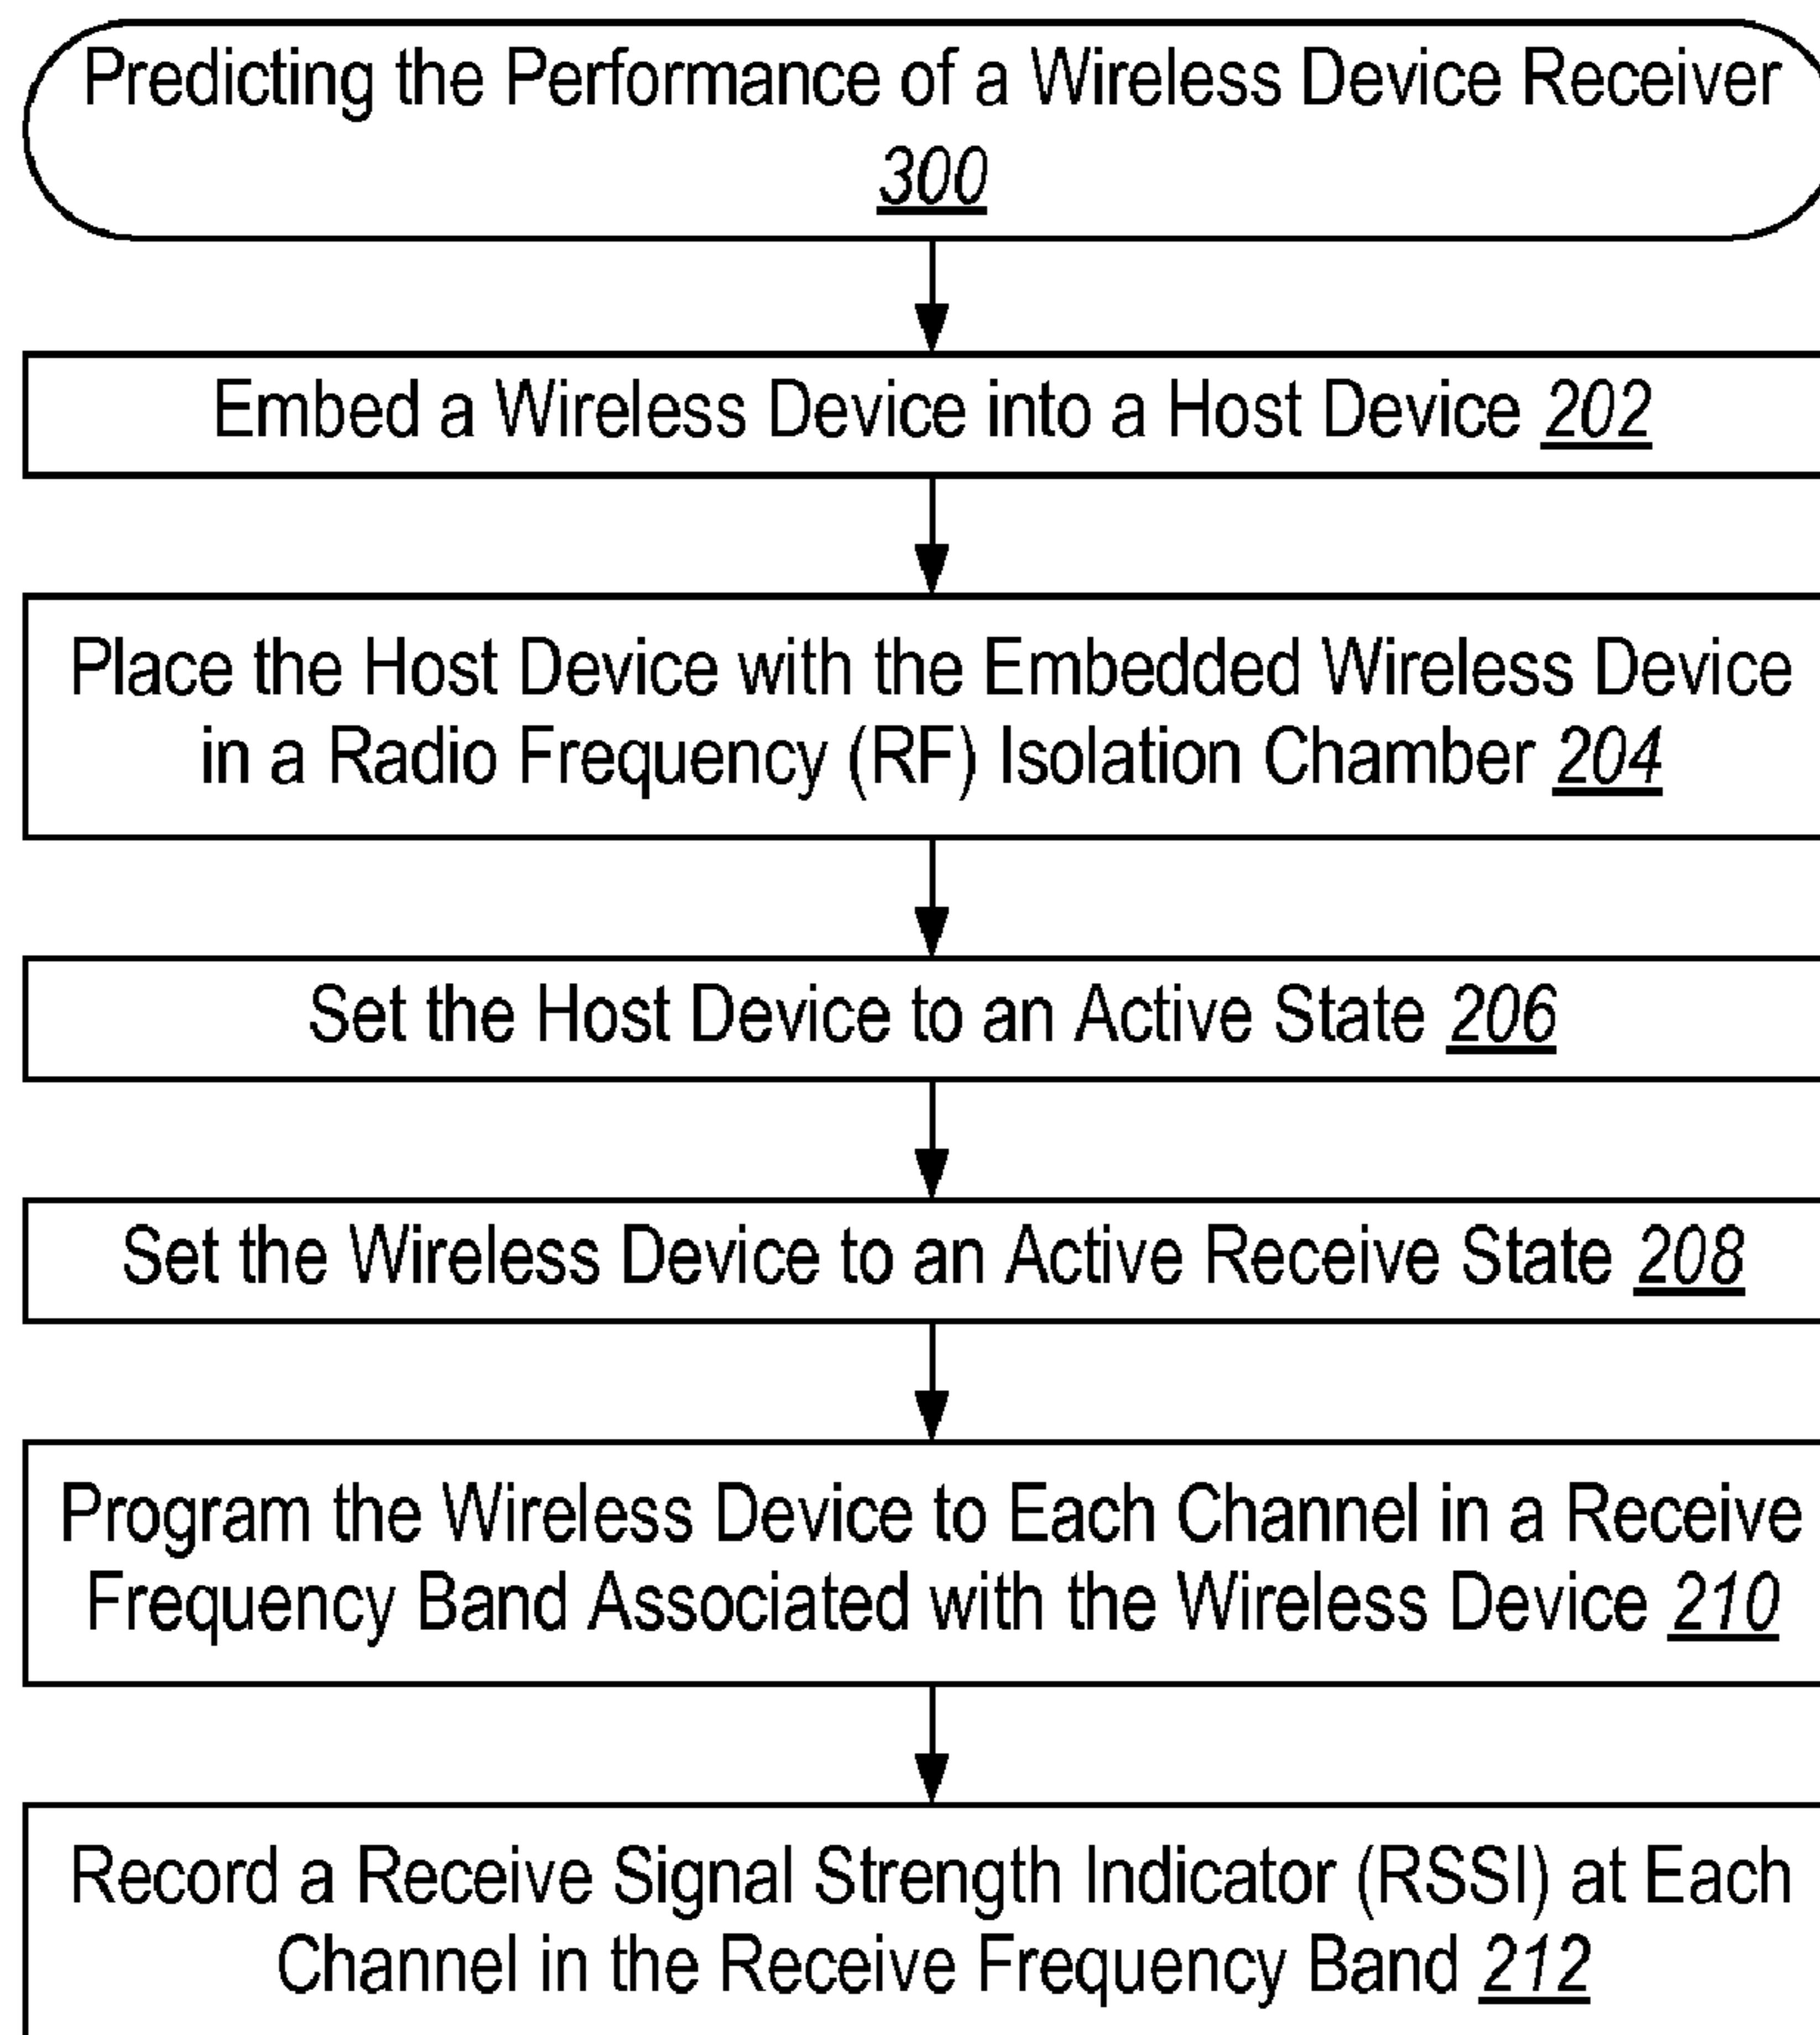 Predicting the Performance of a Wireless Device Receiver
300
Embed a Wireless Device into a Host Device 202
Place the Host Device with the Embedded Wireless Device
in a Radio Frequency (RF) Isolation Chamber 204
Set the Host Device to an Active State 206
Set the Wireless Device to an Active Receive State 208
Program the Wireless Device to Each Channel in a Receive
Frequency Band Associated with the Wireless Device 210
Record a Receive Signal Strength Indicator (RSSI) at Each
Channel in the Receive Frequency Band 212